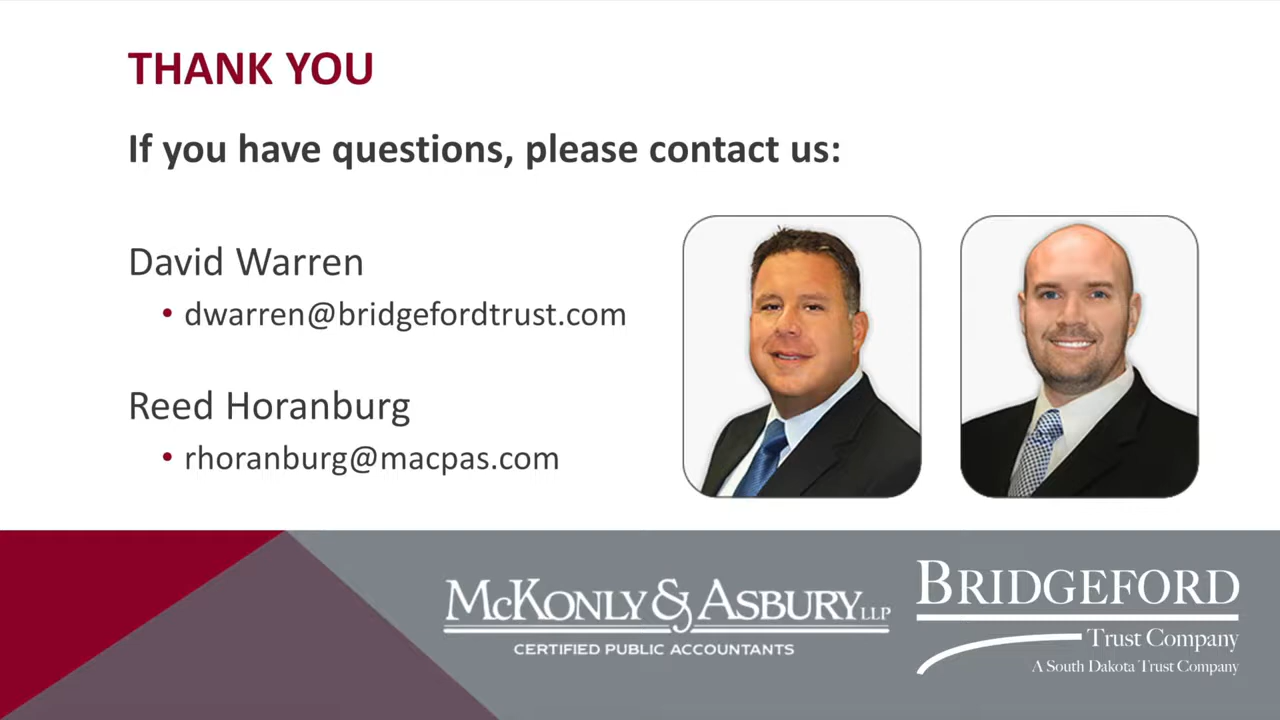 THANK YOU
If you have questions, please contact us:
David Warren
• dwarren@bridgefordtrust.com
Reed Horanburg
• rhoranburg@macpas.com
McKonly & Asbury LLP
CERTIFIED PUBLIC ACCOUNTANTS
BRIDGEFORD
Trust Company
A South Dakota Trust Company